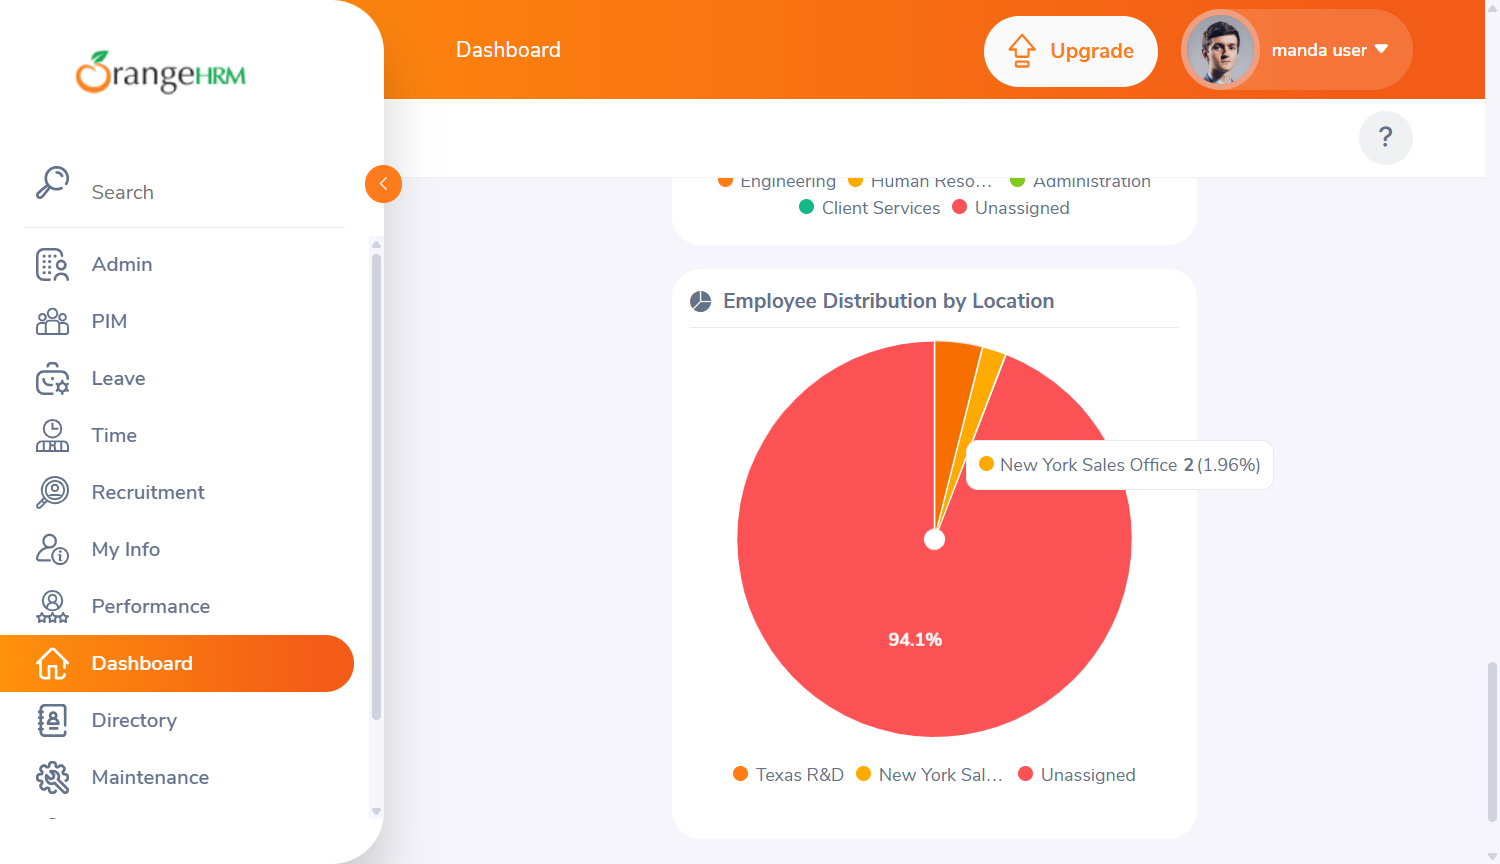 OrangeHRM
Dashboard
Upgrade
manda user
?
Search
Admin
PIM
Leave
Time
Recruitment
My Info
Performance
Dashboard
Directory
Maintenance
Engineering Human Reso... Administration
Client Services Unassigned
Employee Distribution by Location
New York Sales Office 2 (1.96%)
94.1%
Texas R&D New York Sal... Unassigned